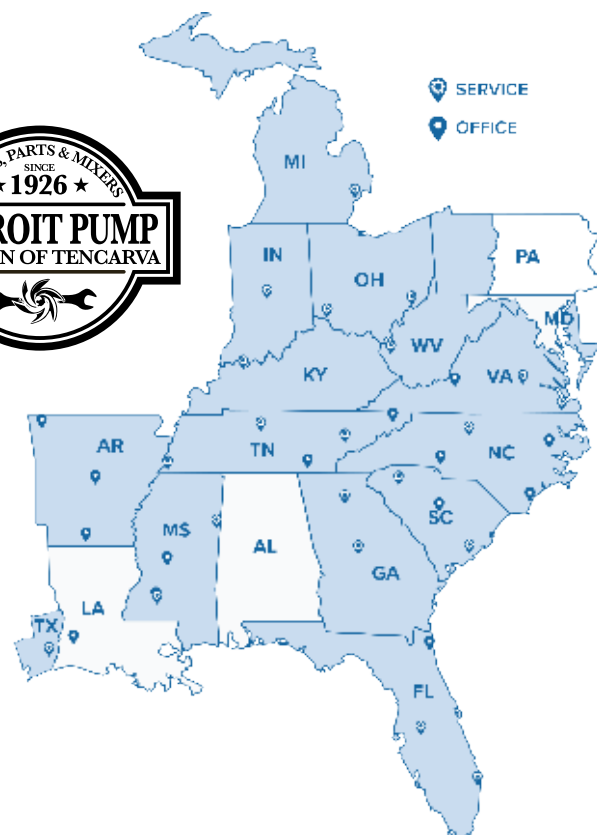 SERVICE
OFFICE
, PARTS & MIXERS
SINCE
★ 1926 ★
ROIT PUMP
N OF TENCARVA
MI
IN
OH
PA
MD
WV
VA
KY
TN
NC
AR
MS
AL
SC
GA
LA
TX
FL